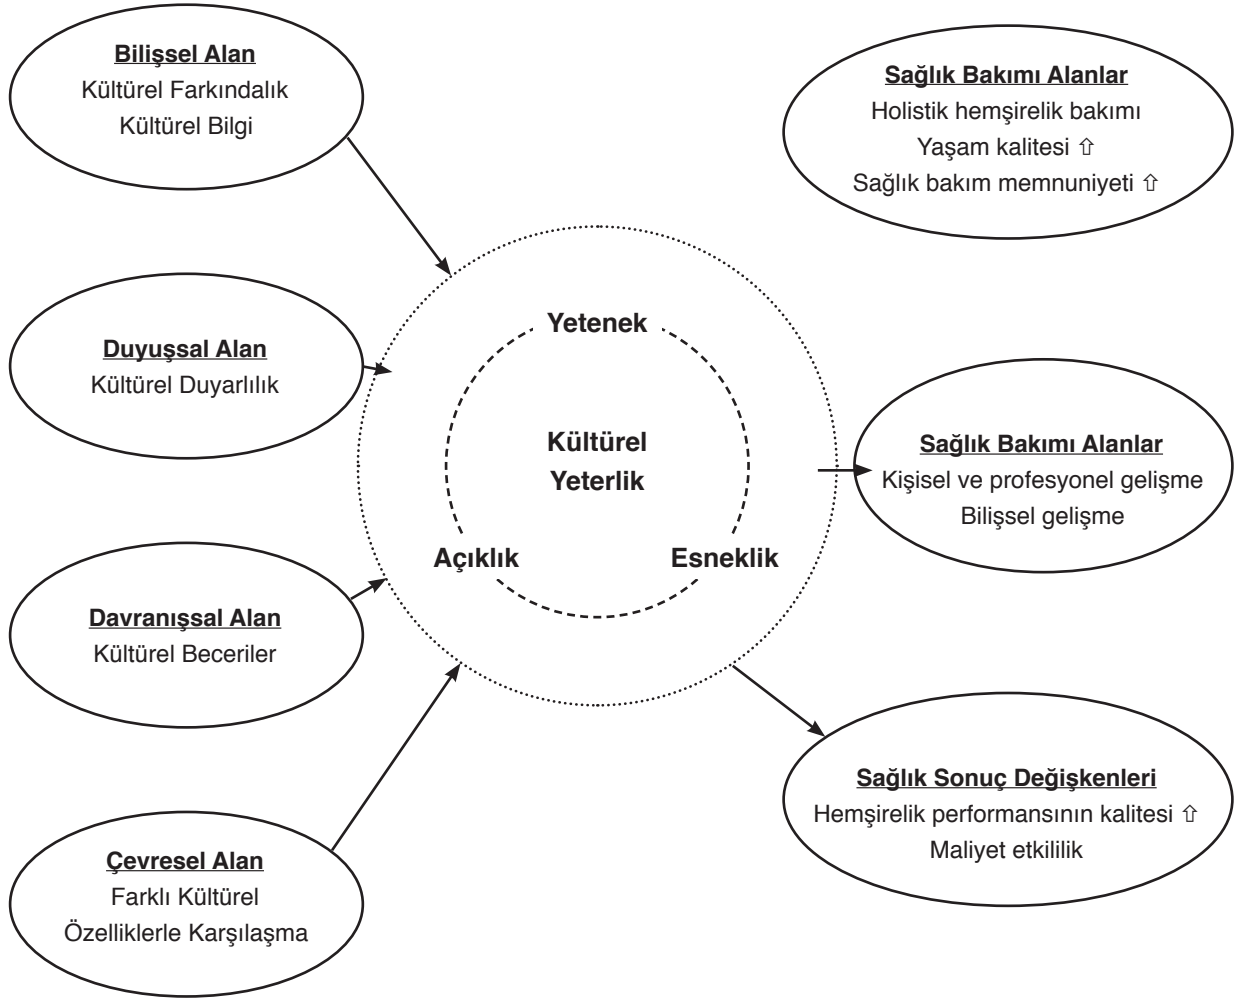 Bilişsel Alan
Kültürel Farkındalık
Kültürel Bilgi
Duyuşsal Alan
Kültürel Duyarlılık
Davranışsal Alan
Kültürel Beceriler
Çevresel Alan
Farklı Kültürel
Özelliklerle Karşılaşma
Yetenek
Kültürel
Yeterlik
Açıklık
Esneklik
Sağlık Bakımı Alanlar
Holistik hemşirelik bakımı
Yaşam kalitesi ⇧
Sağlık bakım memnuniyeti ⇧
Sağlık Bakımı Alanlar
Kişisel ve profesyonel gelişme
Bilişsel gelişme
Sağlık Sonuç Değişkenleri
Hemşirelik performansının kalitesi ⇧
Maliyet etkililik